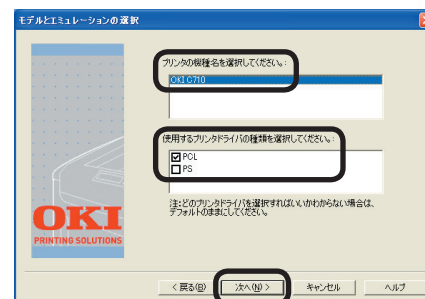 モデルとエミュレーションの選択
プリンタの機種名を選択してください。:
OKI C710
使用するプリンタドライバの種類を選択してください。:
PCL
PS
注:どのプリンタドライバを選択すればいいかわからない場合は、
デフォルトのままにしてください。
OKI
PRINTING SOLUTIONS
< 戻る(B)
次へ(N) >
キャンセル
ヘルプ